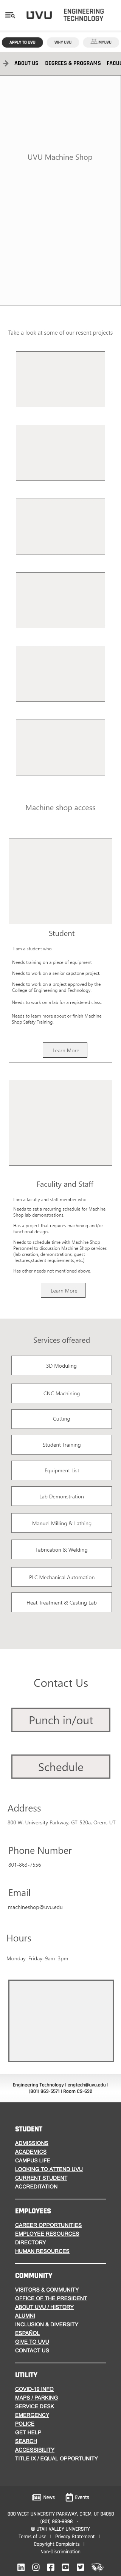 UVU ENGINEERING
TECHNOLOGY
APPLY TO UVU WHY UVU MYUVU
ABOUT US DEGREES & PROGRAMS FACUL
UVU Machine Shop
Take a look at some of our resent projects
Machine shop access
Student
I am a student who
Needs training on a piece of equipment
Needs to work on a senior capstone project.
Needs to work on a project approved by the
College of Engineering and Technology.
Needs to work on a lab for a registered class.
Needs to learn more about or finish Machine
Shop Safety Training.
Learn More
Faculity and Staff
I am a faculty and staff member who
Needs to set a recurring schedule for Machine
Shop lab demonstrations.
Has a project that requires machining and/or
functional design.
Needs to schedule time with Machine Shop
Personnel to discussion Machine Shop services
(lab creation, demonstrations, guest
lectures,student requirements, etc.)
Has other needs not mentioned above.
Learn More
Services offeared
3D Moduling
CNC Machining
Cutting
Student Training
Equipment List
Lab Demonstration
Manuel Milling & Lathing
Fabrication & Welding
PLC Mechanical Automation
Heat Treatment & Casting Lab
Contact Us
Punch in/out
Schedule
Address
800 W. University Parkway, GT-520a, Orem, UT
Phone Number
801-863-7556
Email
machineshop@uvu.edu
Hours
Monday-Friday: 9am-3pm
Engineering Technology | engtech@uvu.edu |
(801) 863-5571 | Room CS-632
STUDENT
ADMISSIONS
ACADEMICS
CAMPUS LIFE
LOOKING TO ATTEND UVU
CURRENT STUDENT
ACCREDITATION
EMPLOYEES
CAREER OPPORTUNITIES
EMPLOYEE RESOURCES
DIRECTORY
HUMAN RESOURCES
COMMUNITY
VISITORS & COMMUNITY
OFFICE OF THE PRESIDENT
ABOUT UVU / HISTORY
ALUMNI
INCLUSION & DIVERSITY
ESPAÑOL
GIVE TO UVU
CONTACT US
UTILITY
COVID-19 INFO
MAPS / PARKING
SERVICE DESK
EMERGENCY
POLICE
GET HELP
SEARCH
ACCESSIBILITY
TITLE IX / EQUAL OPPORTUNITY
News Events
800 WEST UNIVERSITY PARKWAY, OREM, UT 84058
(801) 863-8888 ·
© UTAH VALLEY UNIVERSITY
Terms of Use | Privacy Statement |
Copyright Complaints |
Non-Discrimination